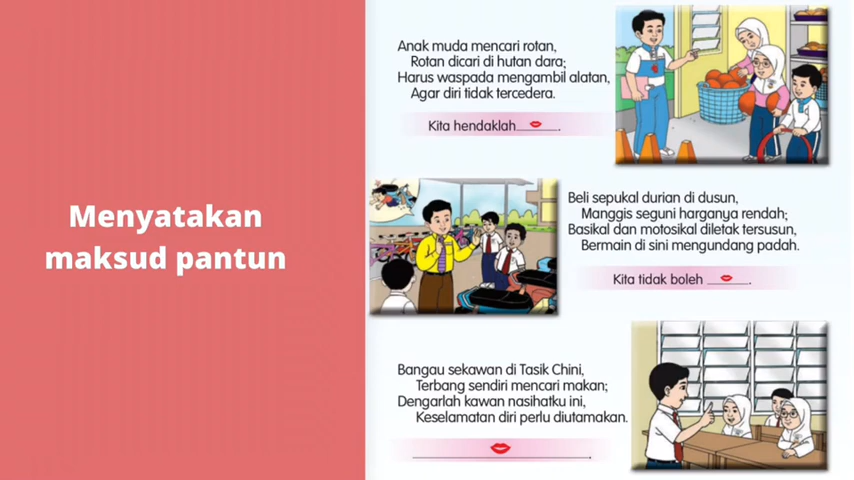 Menyatakan
maksud pantun
Anak muda mencari rotan,
Rotan dicari di hutan dara;
Harus waspada mengambil alatan,
Agar diri tidak tercedera.
Kita hendaklah______.
Beli sepukal durian di dusun,
Manggis seguni harganya rendah;
Basikal dan motosikal diletak tersusun,
Bermain di sini mengundang padah.
Kita tidak boleh ______.
Bangau sekawan di Tasik Chini,
Terbang sendiri mencari makan;
Dengarlah kawan nasihatku ini,
Keselamatan diri perlu diutamakan.
______________________.